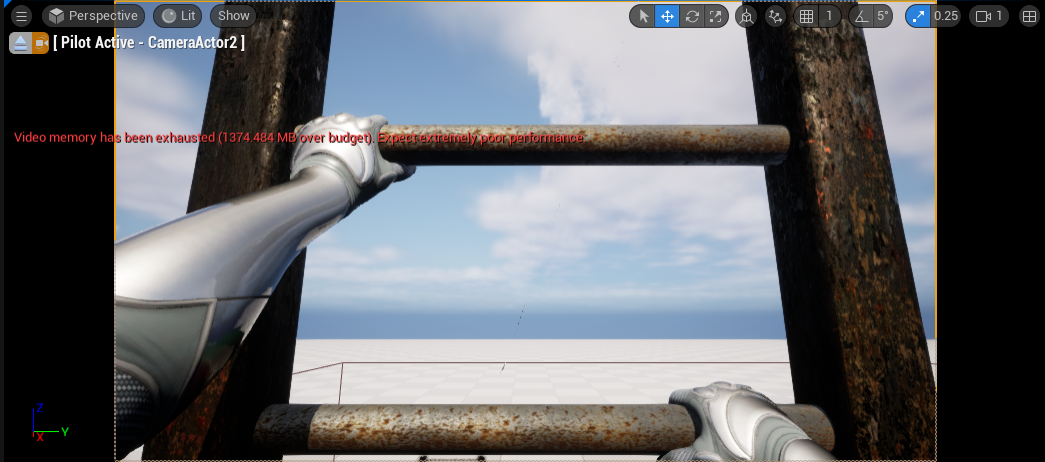 Perspective Lit Show 1 5° 0.25 1
[ Pilot Active - CameraActor2 ]
Video memory has been exhausted (1374.484 MB over budget). Expect extremely poor performance.
Z
X Y